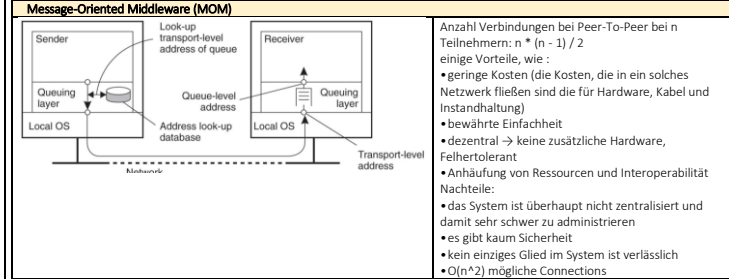 Message-Oriented Middleware (MOM)
Sender
Look-up
transport-level
address of queue
Receiver
Queuing
layer
Queue-level
address
Queuing
layer
Local OS
Address look-up
database
Local OS
Transport-level
address
Network
Anzahl Verbindungen bei Peer-To-Peer bei n
Teilnehmern: n * (n - 1) / 2
einige Vorteile, wie :
•geringe Kosten (die Kosten, die in ein solches
Netzwerk fließen sind die für Hardware, Kabel und
Instandhaltung)
•bewährte Einfachheit
•dezentral → keine zusätzliche Hardware,
Felhertolerant
•Anhäufung von Ressourcen und Interoperabilität
Nachteile:
•das System ist überhaupt nicht zentralisiert und
damit sehr schwer zu administrieren
•es gibt kaum Sicherheit
•kein einziges Glied im System ist verlässlich
•O(n^2) mögliche Connections